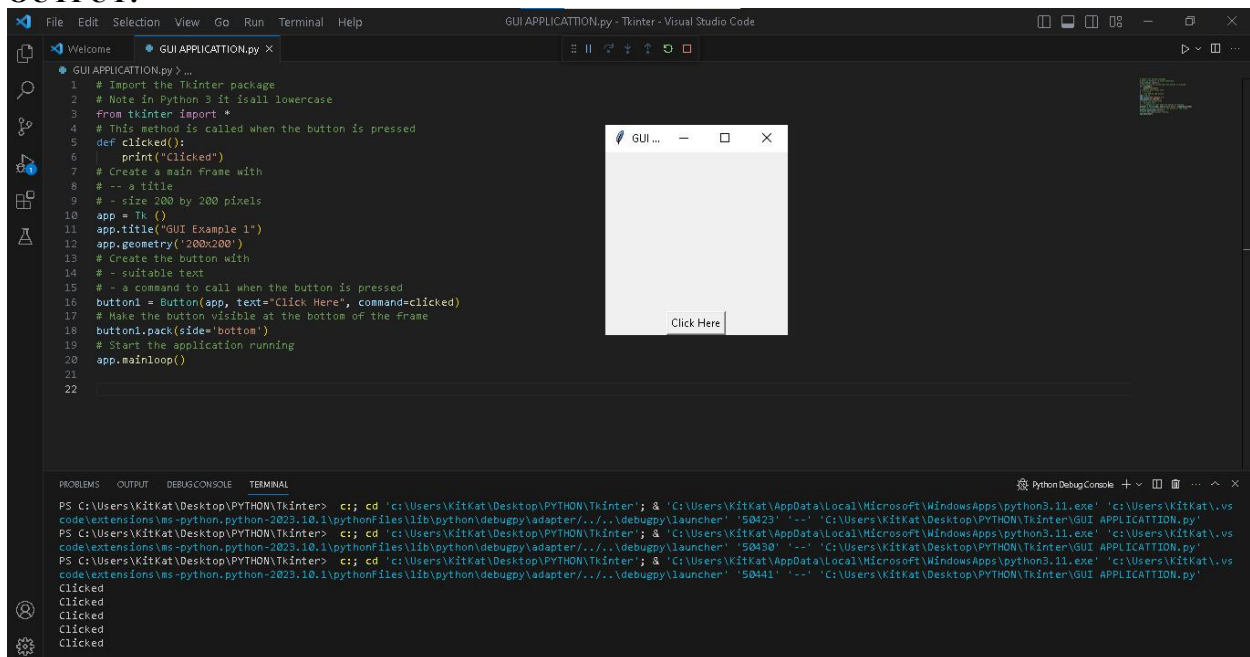 OUTPUT:
File Edit Selection View Go Run Terminal Help
GUI APPLICATTION.py - Tkinter - Visual Studio Code
Welcome
GUI APPLICATTION.py
GUI APPLICATTION.py > ...
1 # Import the Tkinter package
2 # Note in Python 3 it isall lowercase
3 from tkinter import *
4 # This method is called when the button is pressed
5 def clicked():
6 print("Clicked")
7 # Create a main frame with
8 # -- a title
9 # - size 200 by 200 pixels
10 app = Tk ()
11 app.title("GUI Example 1")
12 app.geometry('200x200')
13 # Create the button with
14 # - suitable text
15 # - a command to call when the button is pressed
16 button1 = Button(app, text="Click Here", command=clicked)
17 # Make the button visible at the bottom of the frame
18 button1.pack(side='bottom')
19 # Start the application running
20 app.mainloop()
21
22
GUI ...
Click Here
1
PROBLEMS OUTPUT DEBUG CONSOLE TERMINAL
Python Debug Console
PS C:\Users\KitKat\Desktop\PYTHON\Tkinter> c:; cd 'c:\Users\KitKat\Desktop\PYTHON\Tkinter'; & 'C:\Users\KitKat\AppData\Local\Microsoft\WindowsApps\python3.11.exe' 'c:\Users\KitKat\.vs
code\extensions\ms-python.python-2023.10.1\pythonFiles\lib\python\debugpy\adapter/../..\debugpy\launcher' '50423' '--' 'C:\Users\KitKat\Desktop\PYTHON\Tkinter\GUI APPLICATTION.py'
PS C:\Users\KitKat\Desktop\PYTHON\Tkinter> c:; cd 'c:\Users\KitKat\Desktop\PYTHON\Tkinter'; & 'C:\Users\KitKat\AppData\Local\Microsoft\WindowsApps\python3.11.exe' 'c:\Users\KitKat\.vs
code\extensions\ms-python.python-2023.10.1\pythonFiles\lib\python\debugpy\adapter/../..\debugpy\launcher' '50430' '--' 'C:\Users\KitKat\Desktop\PYTHON\Tkinter\GUI APPLICATTION.py'
PS C:\Users\KitKat\Desktop\PYTHON\Tkinter> c:; cd 'c:\Users\KitKat\Desktop\PYTHON\Tkinter'; & 'C:\Users\KitKat\AppData\Local\Microsoft\WindowsApps\python3.11.exe' 'c:\Users\KitKat\.vs
code\extensions\ms-python.python-2023.10.1\pythonFiles\lib\python\debugpy\adapter/../..\debugpy\launcher' '50441' '--' 'C:\Users\KitKat\Desktop\PYTHON\Tkinter\GUI APPLICATTION.py'
Clicked
Clicked
Clicked
Clicked
Clicked